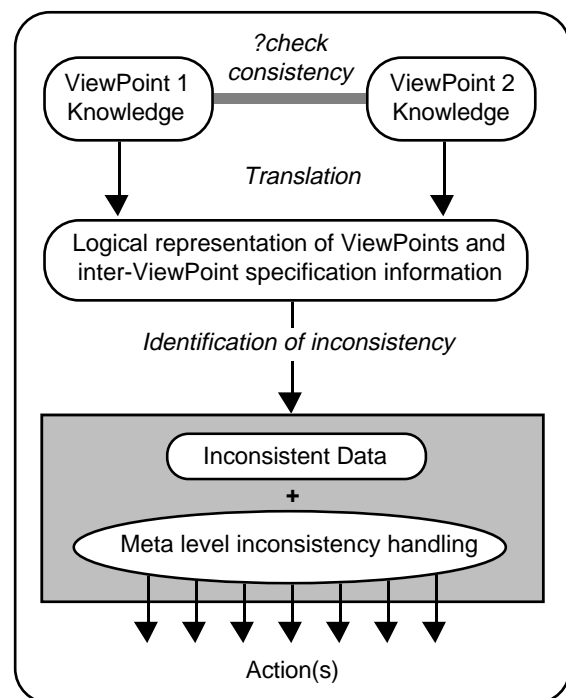 ?check
consistency
ViewPoint 1
Knowledge
ViewPoint 2
Knowledge
Translation
Logical representation of ViewPoints and
inter-ViewPoint specification information
Identification of inconsistency
Inconsistent Data
+
Meta level inconsistency handling
Action(s)